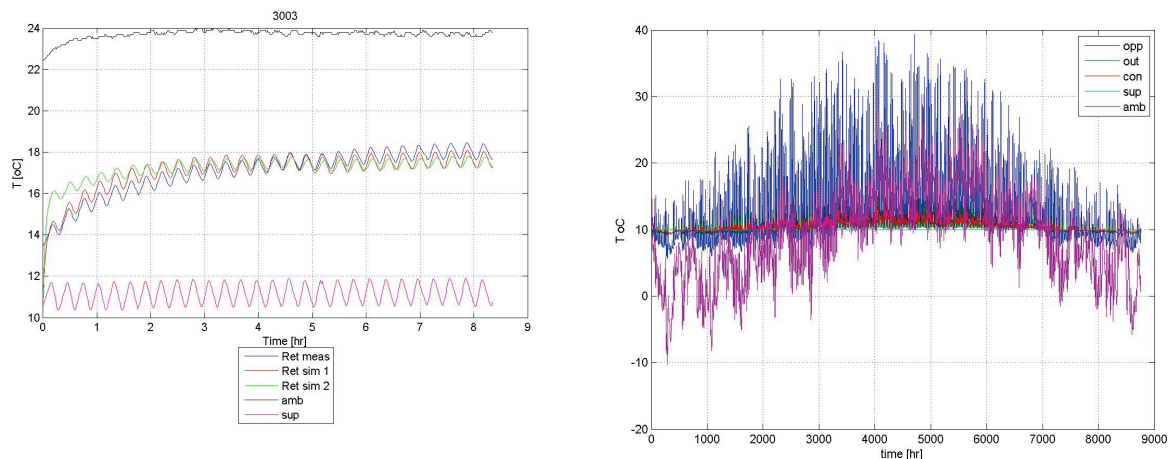 3003
24
22
20
18
16
14
12
10
T [oC]
0 1 2 3 4 5 6 7 8 9
Time [hr]
Ret meas
Ret sim 1
Ret sim 2
amb
sup
40
30
20
10
0
-10
-20
T oC
opp
out
con
sup
amb
0 1000 2000 3000 4000 5000 6000 7000 8000 9000
time [hr]